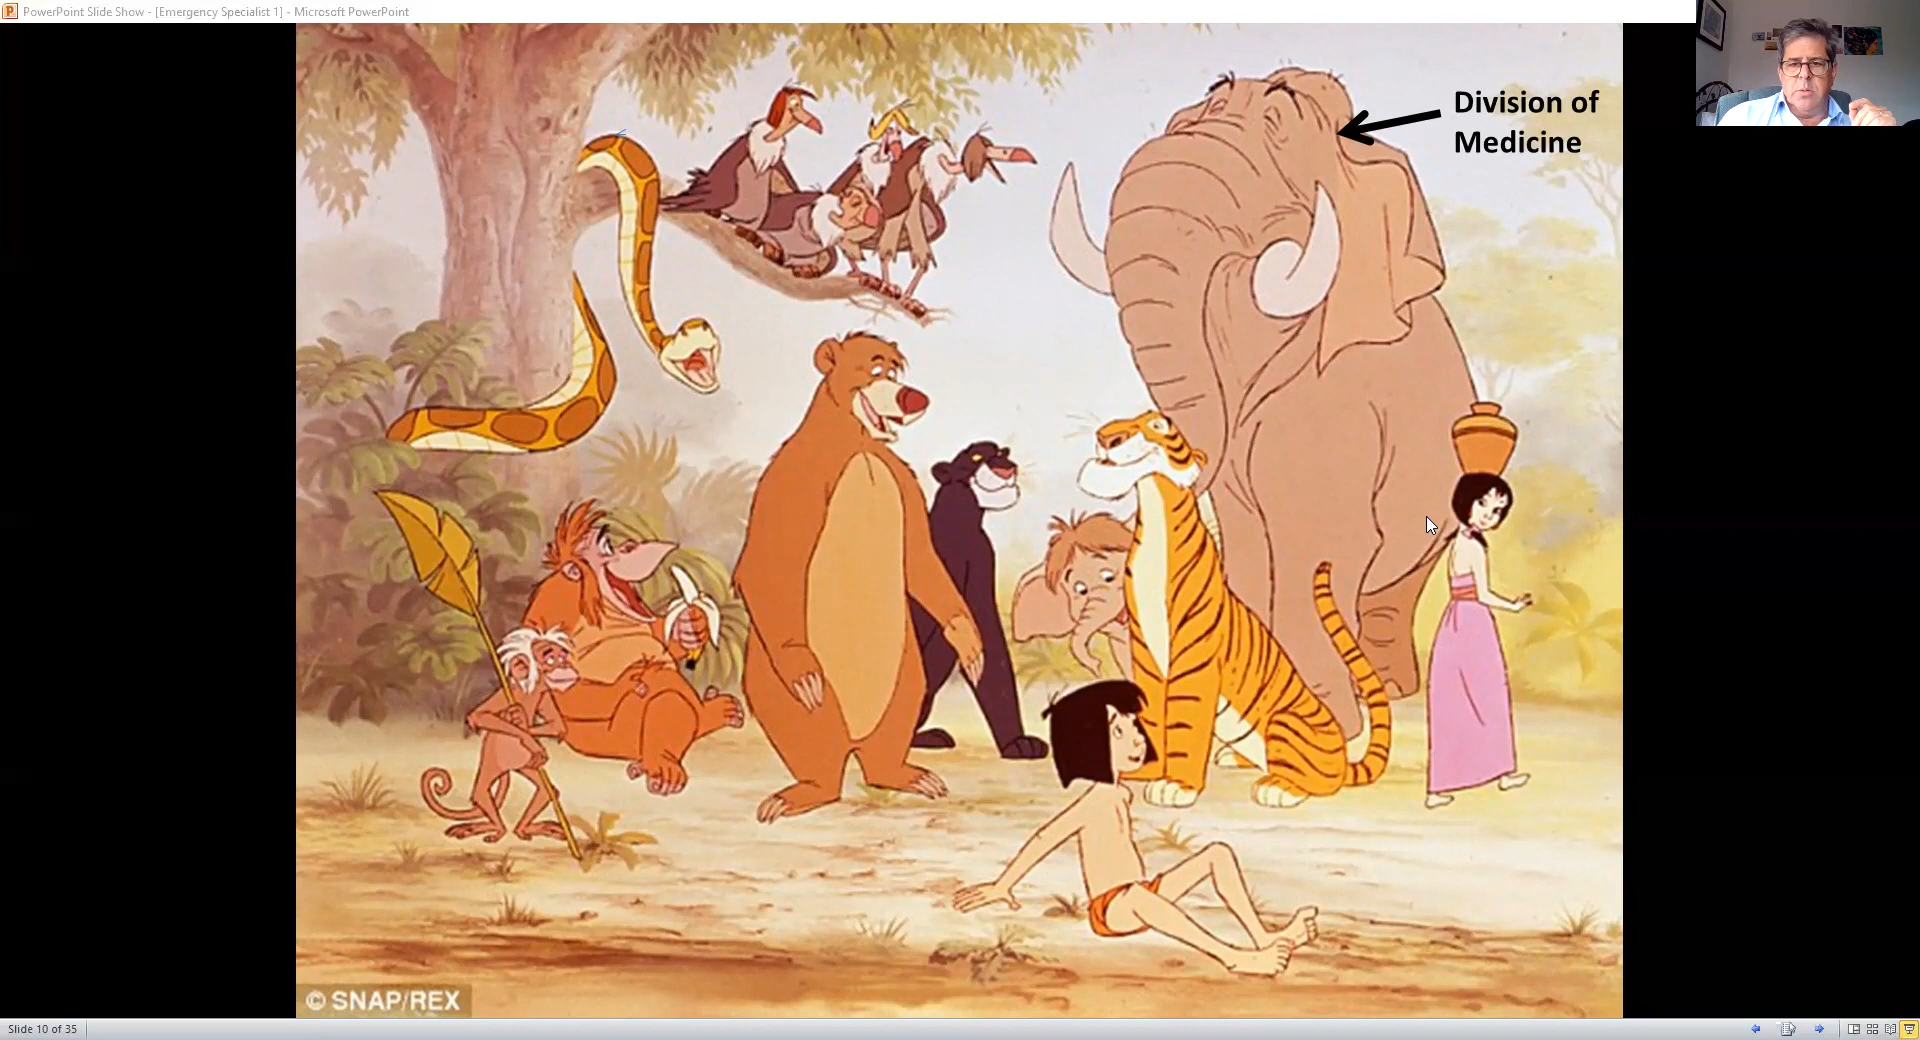 PowerPoint Slide Show - [Emergency Specialist 1] - Microsoft PowerPoint
Division of
Medicine
© SNAP/REX
Slide 10 of 35